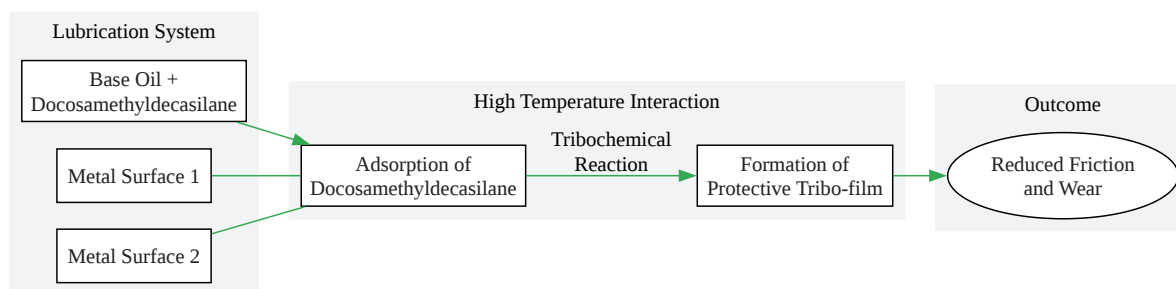 Lubrication System
Base Oil +
Docosamethyldecasilane
Metal Surface 1
Metal Surface 2
High Temperature Interaction
Adsorption of
Docosamethyldecasilane
Tribochemical
Reaction
Formation of
Protective Tribo-film
Outcome
Reduced Friction
and Wear